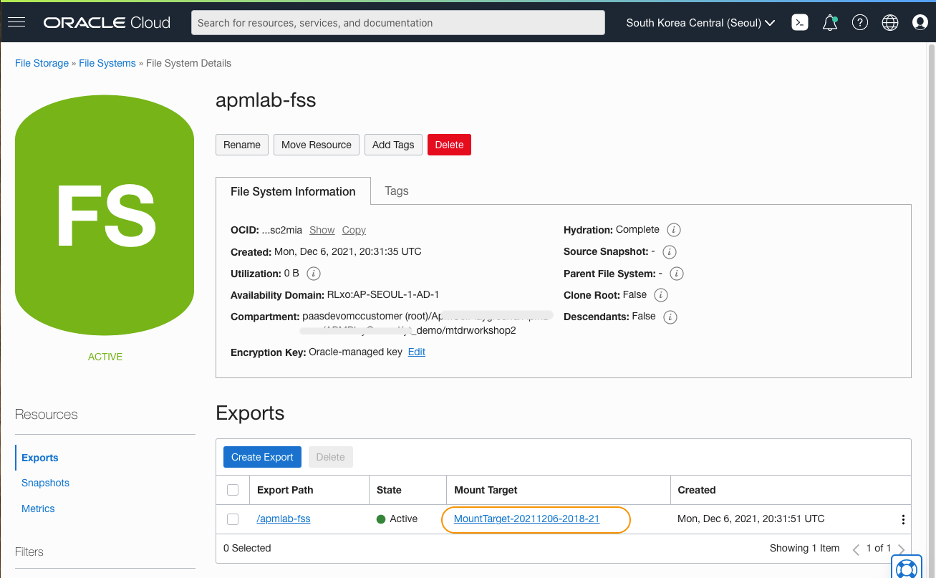 ORACLE Cloud
Search for resources, services, and documentation
South Korea Central (Seoul)
File Storage » File Systems » File System Details
FS
ACTIVE
apmlab-fss
Rename Move Resource Add Tags Delete
File System Information Tags
OCID: ...sc2mia Show Copy
Created: Mon, Dec 6, 2021, 20:31:35 UTC
Utilization: 0 B
Availability Domain: RLxo:AP-SEOUL-1-AD-1
Compartment: paasdevomccustomer (root)/
_demo/mtdrworkshop2
Encryption Key: Oracle-managed key Edit
Hydration: Complete
Source Snapshot: -
Parent File System: -
Clone Root: False
Descendants: False
Resources
Exports
Snapshots
Metrics
Filters
Exports
Create Export Delete
Export Path State Mount Target Created
/apmlab-fss Active MountTarget-20211206-2018-21 Mon, Dec 6, 2021, 20:31:51 UTC
0 Selected Showing 1 Item < 1 of 1 >